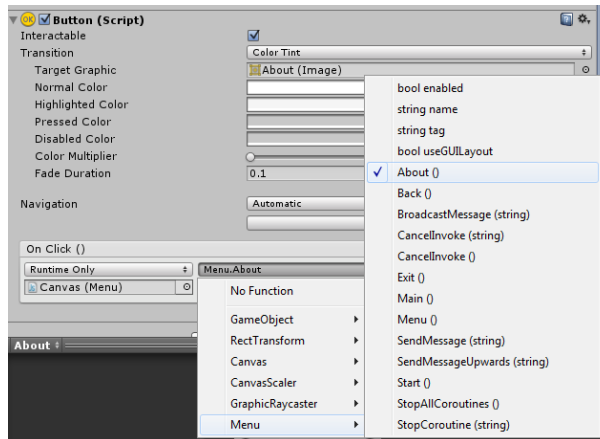 OK Button (Script)
Interactable
Transition Color Tint
Target Graphic About (Image)
Normal Color
Highlighted Color
Pressed Color
Disabled Color
Color Multiplier
Fade Duration 0.1
Navigation Automatic
On Click ()
Runtime Only Menu.About
Canvas (Menu)
About
No Function
GameObject
RectTransform
Canvas
CanvasScaler
GraphicRaycaster
Menu
bool enabled
string name
string tag
bool useGUILayout
About ()
Back ()
BroadcastMessage (string)
CancelInvoke (string)
CancelInvoke ()
Exit ()
Main ()
Menu ()
SendMessage (string)
SendMessageUpwards (string)
Start ()
StopAllCoroutines ()
StopCoroutine (string)